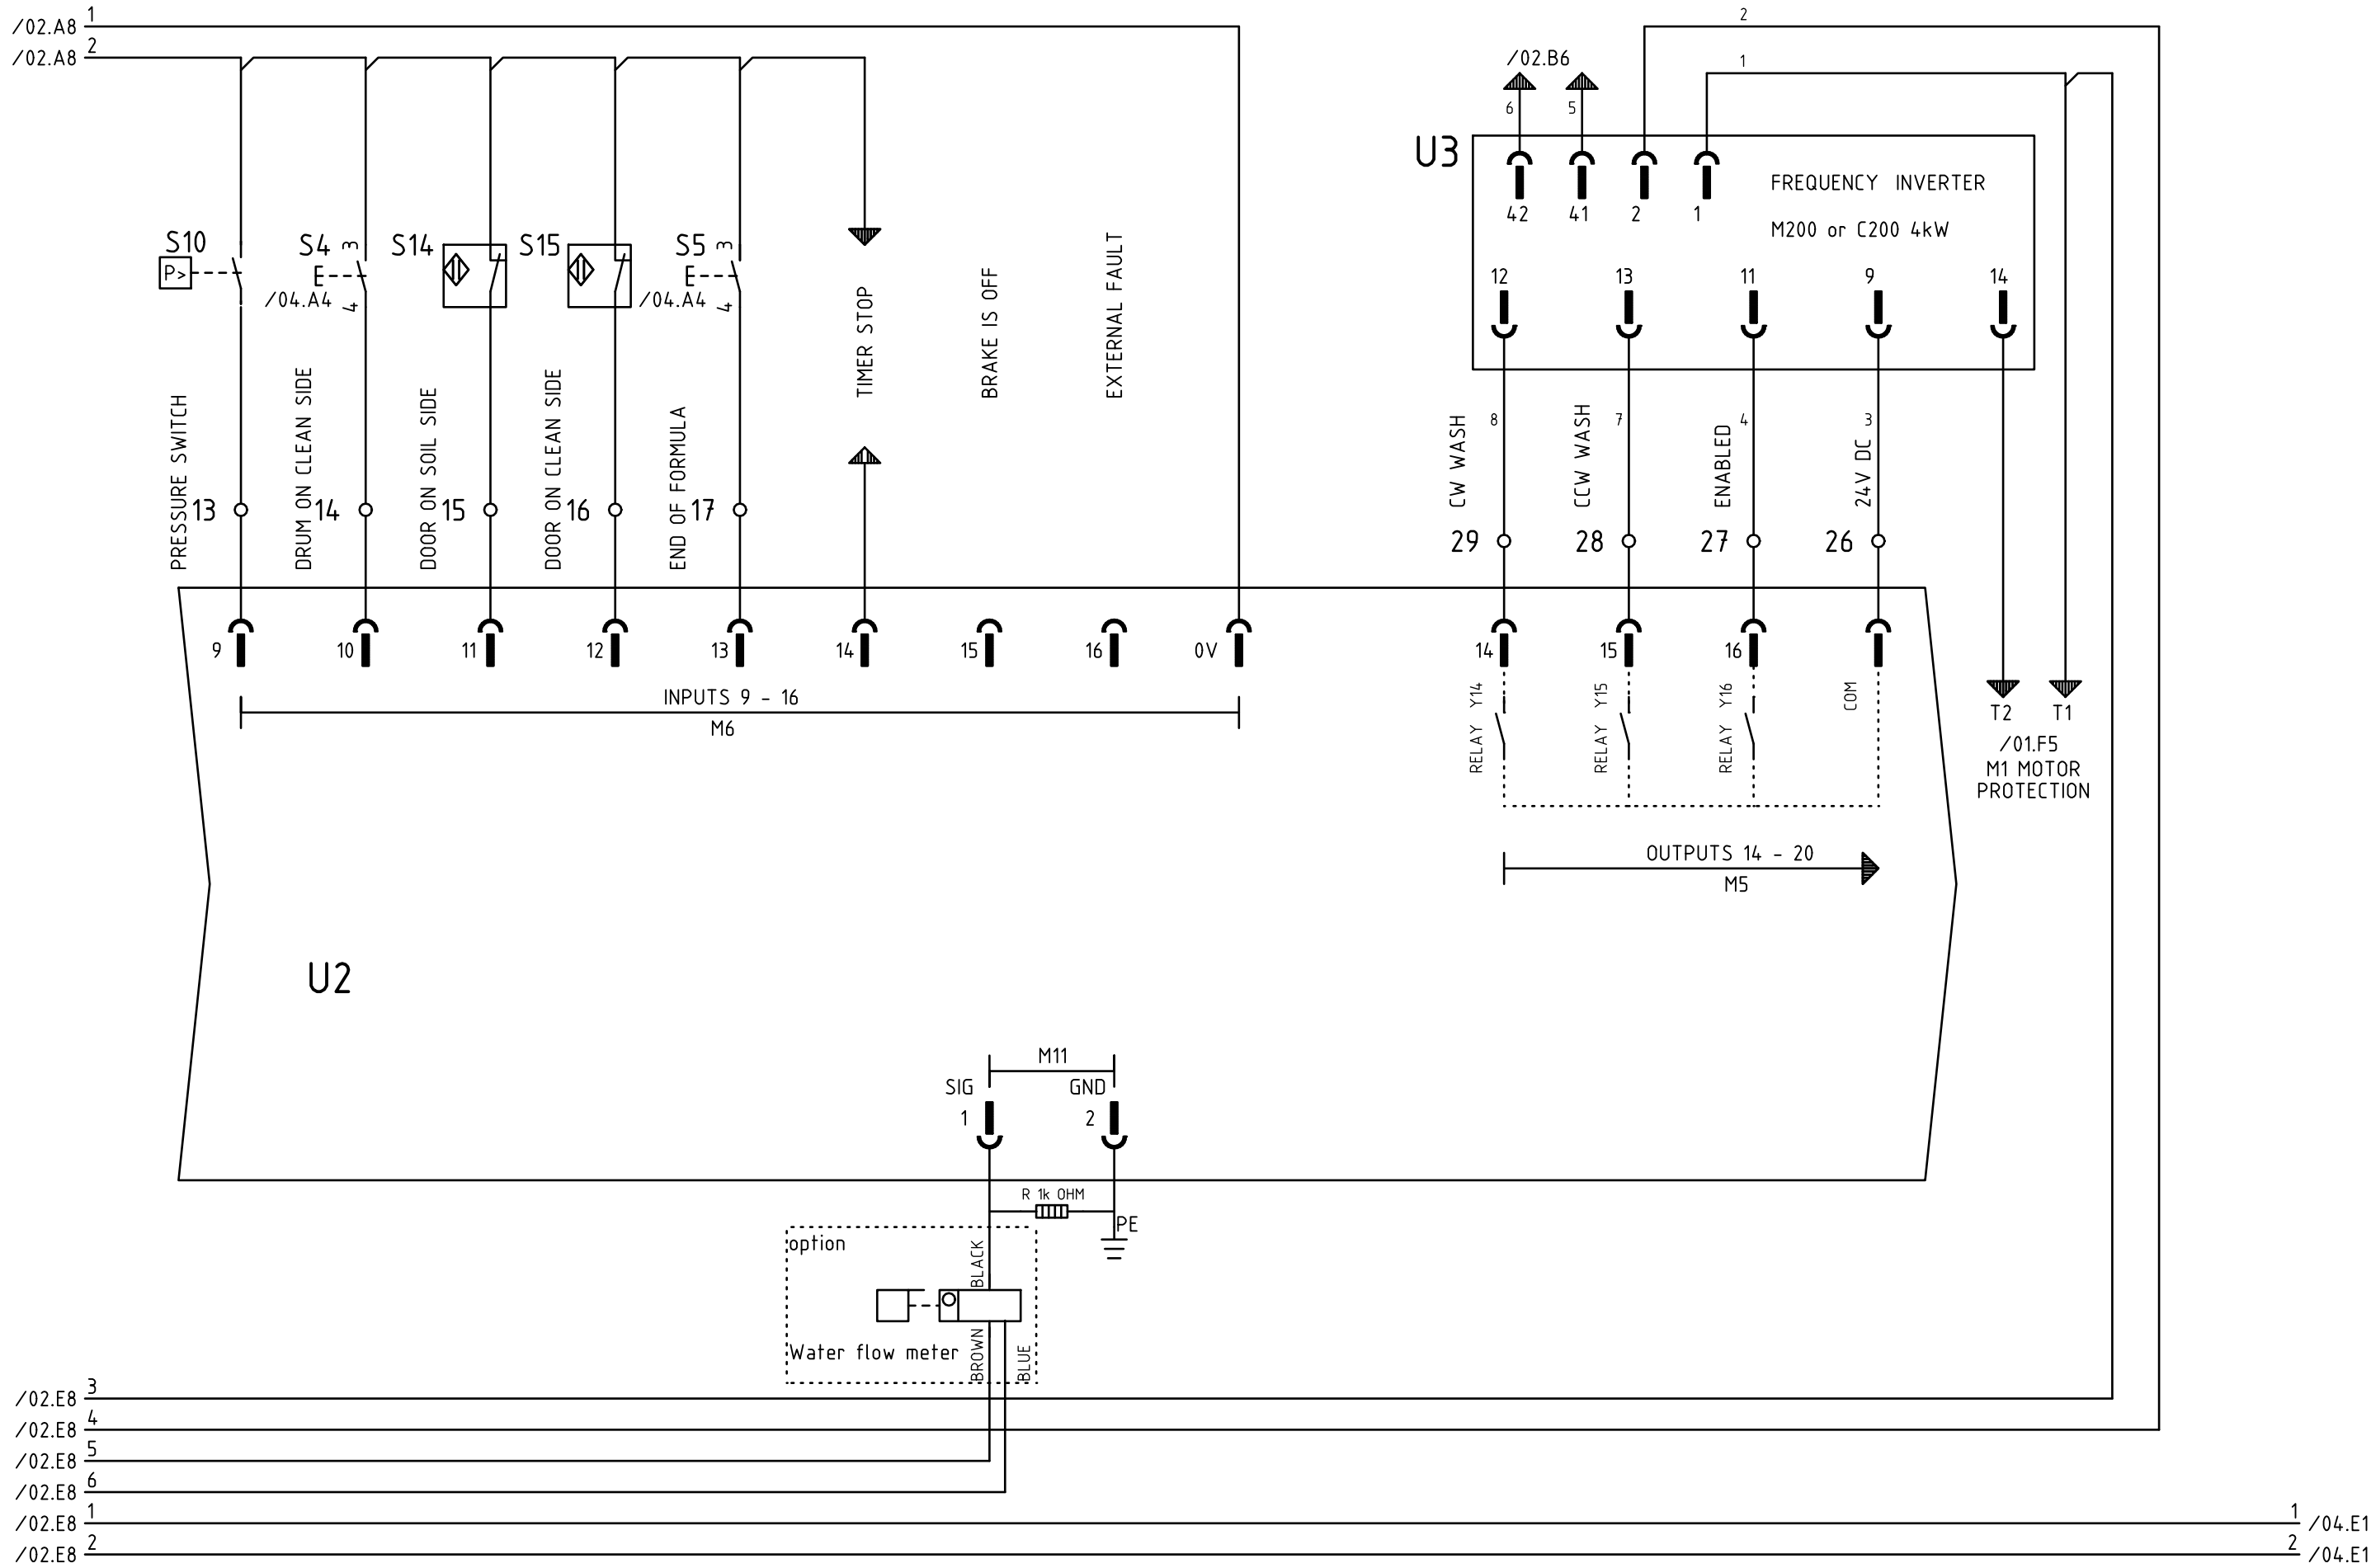 /02.A8 1
/02.A8 2
2
1
/02.B6
6
5
U3
42
41
2
1
FREQUENCY INVERTER
M200 or C200 4kW
12
13
11
9
14
S10
P>
S4
E
3
/04.A4
4
S14
S15
S5
E
3
/04.A4
4
PRESSURE SWITCH
DRUM ON CLEAN SIDE
DOOR ON SOIL SIDE
DOOR ON CLEAN SIDE
END OF FORMULA
TIMER STOP
BRAKE IS OFF
EXTERNAL FAULT
13
14
15
16
17
CW WASH
8
CCW WASH
7
ENABLED
4
24V DC
3
29
28
27
26
9
10
11
12
13
14
15
16
0V
14
15
16
INPUTS 9 - 16
M6
RELAY Y14
RELAY Y15
RELAY Y16
COM
T2
T1
/01.F5
M1 MOTOR
PROTECTION
OUTPUTS 14 - 20
M5
U2
M11
SIG
GND
1
2
R 1k OHM
PE
option
BLACK
Water flow meter
BROWN
BLUE
/02.E8 3
/02.E8 4
/02.E8 5
/02.E8 6
/02.E8 1
1 /04.E1
/02.E8 2
2 /04.E1